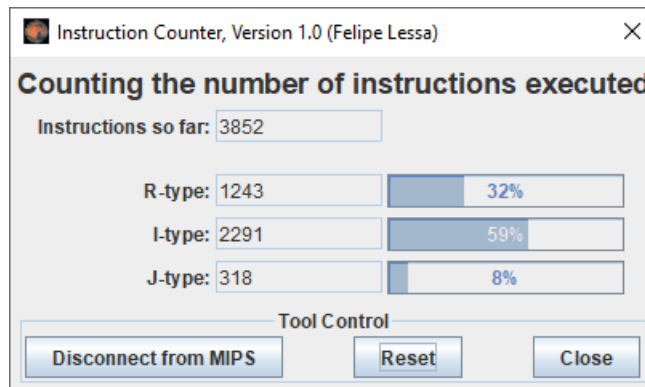 Instruction Counter, Version 1.0 (Felipe Lessa)
Counting the number of instructions executed
Instructions so far: 3852
R-type: 1243 32%
I-type: 2291 59%
J-type: 318 8%
Tool Control
Disconnect from MIPS Reset Close